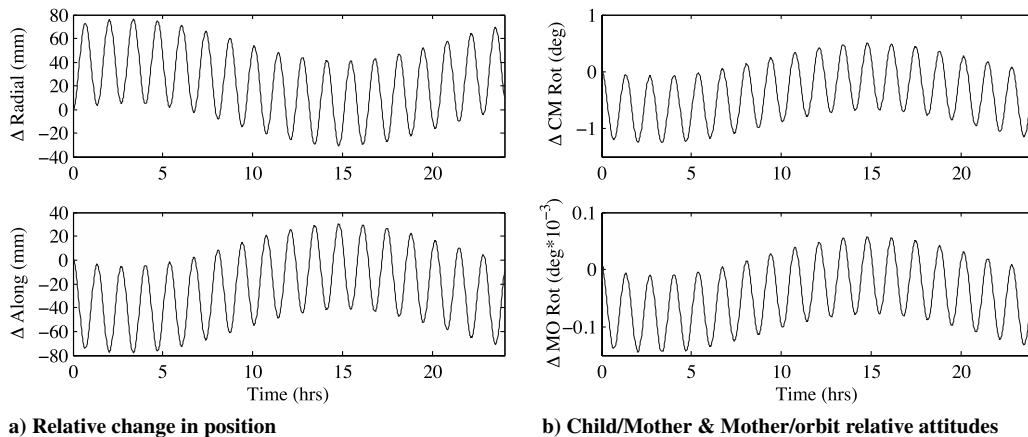 80
60
40
20
0
−20
−40
Δ Radial (mm)
0 5 10 15 20
40
20
0
−20
−40
−60
−80
Δ Along (mm)
0 5 10 15 20
Time (hrs)
a) Relative change in position
1
0
−1
Δ CM Rot (deg)
0 5 10 15 20
0.1
0
−0.1
Δ MO Rot (deg*10⁻³)
0 5 10 15 20
Time (hrs)
b) Child/Mother & Mother/orbit relative attitudes